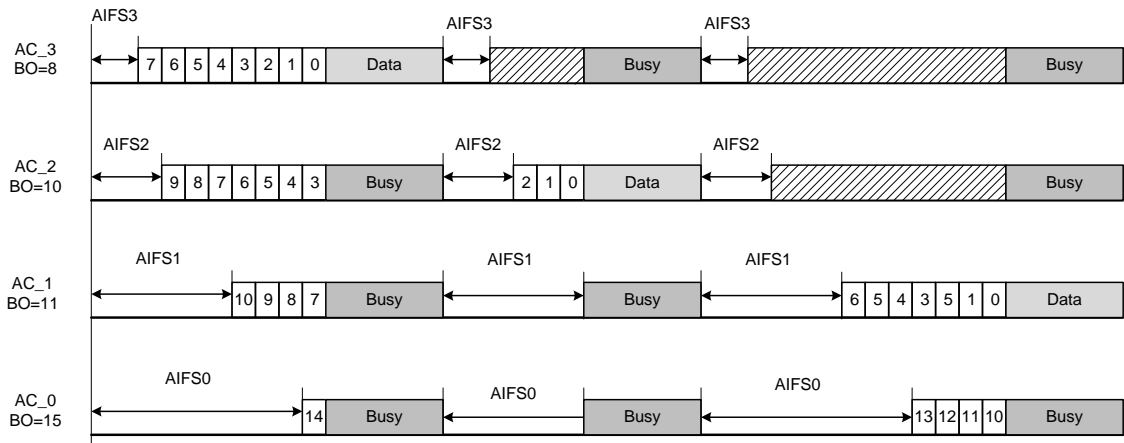 AIFS3 AIFS3 AIFS3
AC_3
BO=8
7 6 5 4 3 2 1 0 Data Busy Busy
AIFS2 AIFS2 AIFS2
AC_2
BO=10
9 8 7 6 5 4 3 Busy 2 1 0 Data Busy
AIFS1 AIFS1 AIFS1
AC_1
BO=11
10 9 8 7 Busy Busy 6 5 4 3 5 1 0 Data
AIFS0 AIFS0 AIFS0
AC_0
BO=15
14 Busy Busy 13 12 11 10 Busy